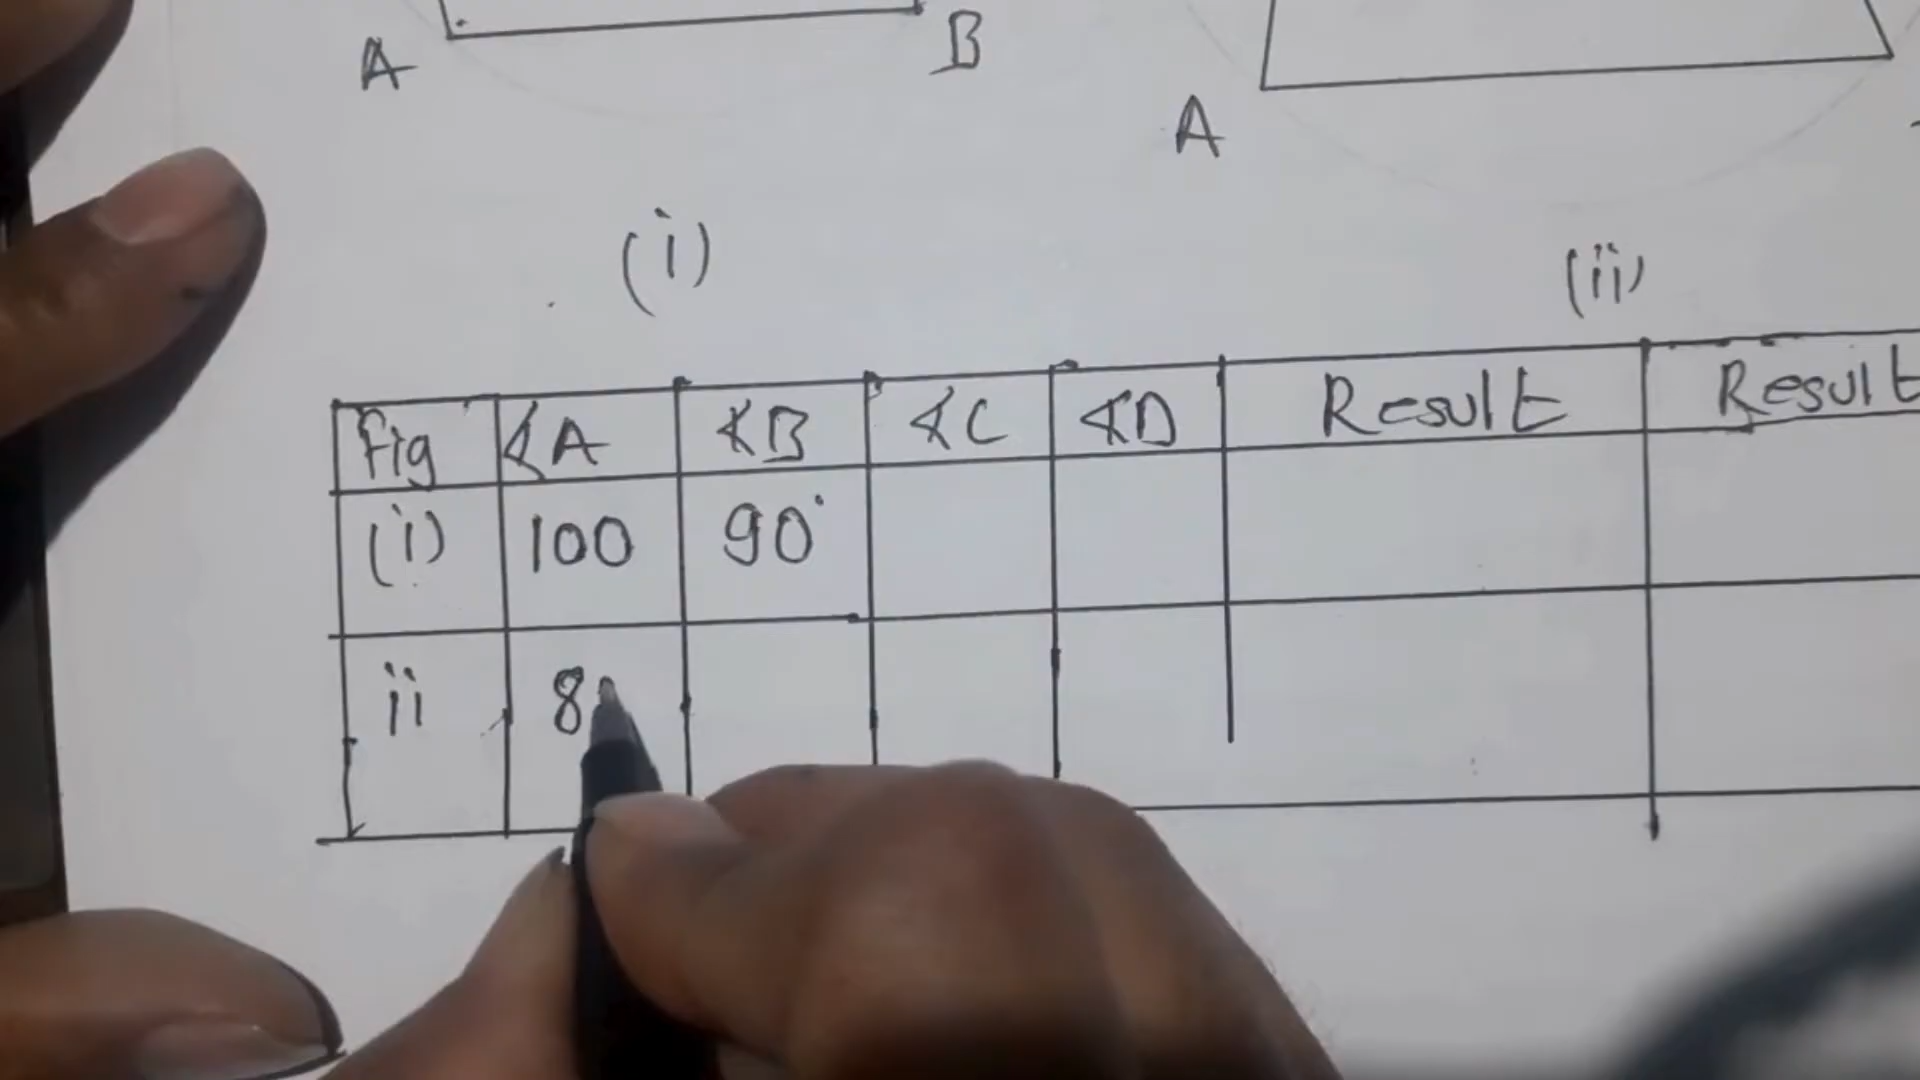 A B
A
(i) (ii)
Fig ∢A ∢B ∢C ∢D Result Result
(i) 100 90°
ii 8